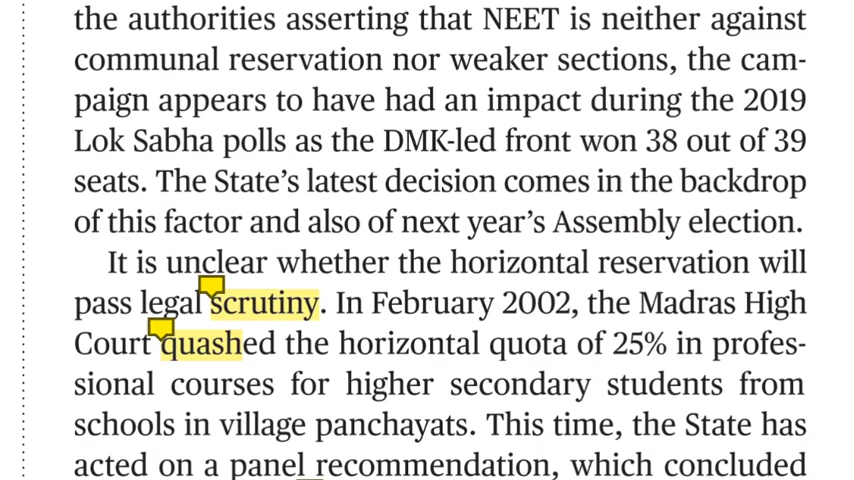 the authorities asserting that NEET is neither against
communal reservation nor weaker sections, the cam-
paign appears to have had an impact during the 2019
Lok Sabha polls as the DMK-led front won 38 out of 39
seats. The State’s latest decision comes in the backdrop
of this factor and also of next year’s Assembly election.
It is unclear whether the horizontal reservation will
pass legal scrutiny. In February 2002, the Madras High
Court quashed the horizontal quota of 25% in profes-
sional courses for higher secondary students from
schools in village panchayats. This time, the State has
acted on a panel recommendation, which concluded